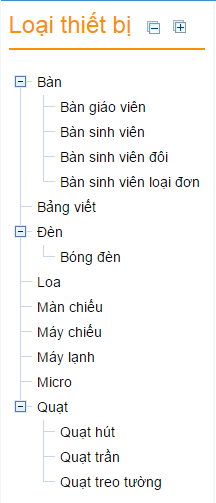 Loại thiết bị
Bàn
Bàn giáo viên
Bàn sinh viên
Bàn sinh viên đôi
Bàn sinh viên loại đơn
Bảng viết
Đèn
Bóng đèn
Loa
Màn chiếu
Máy chiếu
Máy lạnh
Micro
Quạt
Quạt hút
Quạt trần
Quạt treo tường